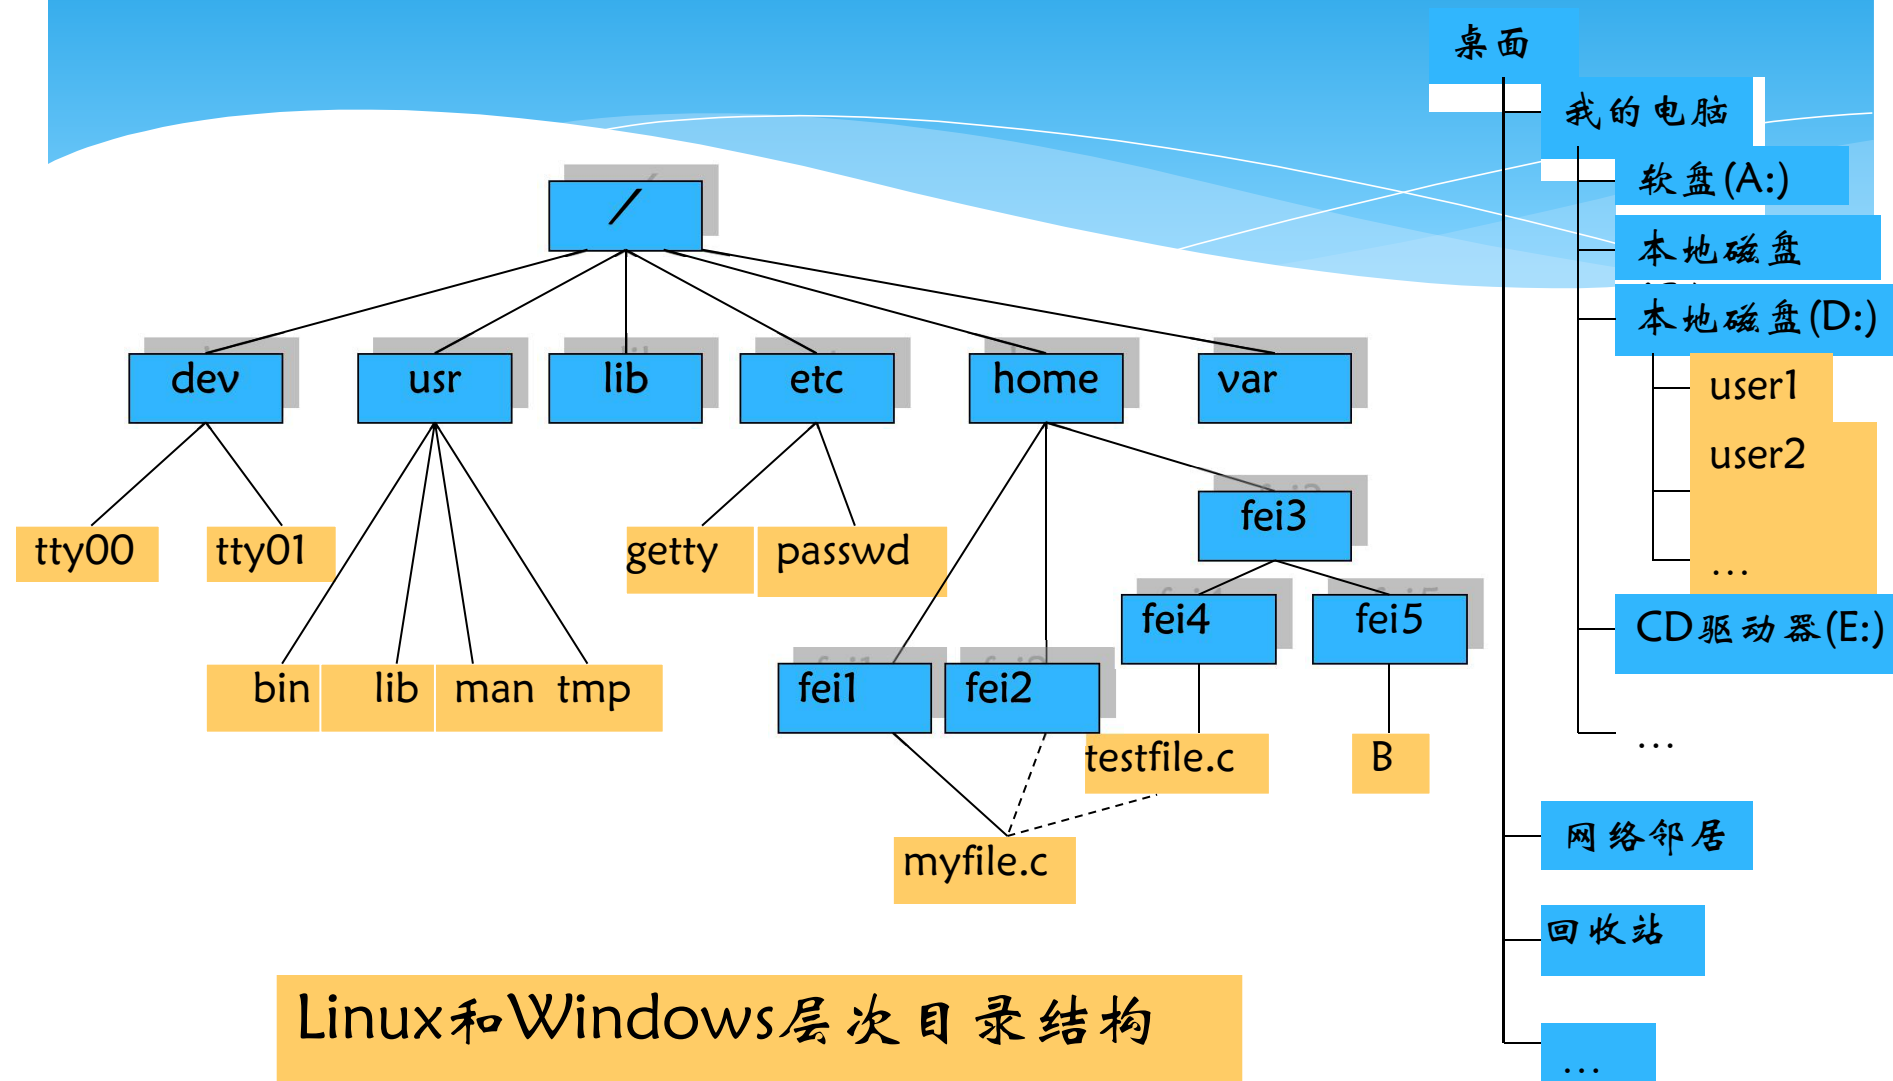 /
dev
usr
lib
etc
home
var
fei3
tty00
tty01
getty
passwd
fei4
fei5
bin
lib
man
tmp
fei1
fei2
testfile.c
B
myfile.c
Linux和Windows层次目录结构
桌面
我的电脑
软盘(A:)
本地磁盘
本地磁盘(D:)
user1
user2
…
CD驱动器(E:)
…
网络邻居
回收站
…